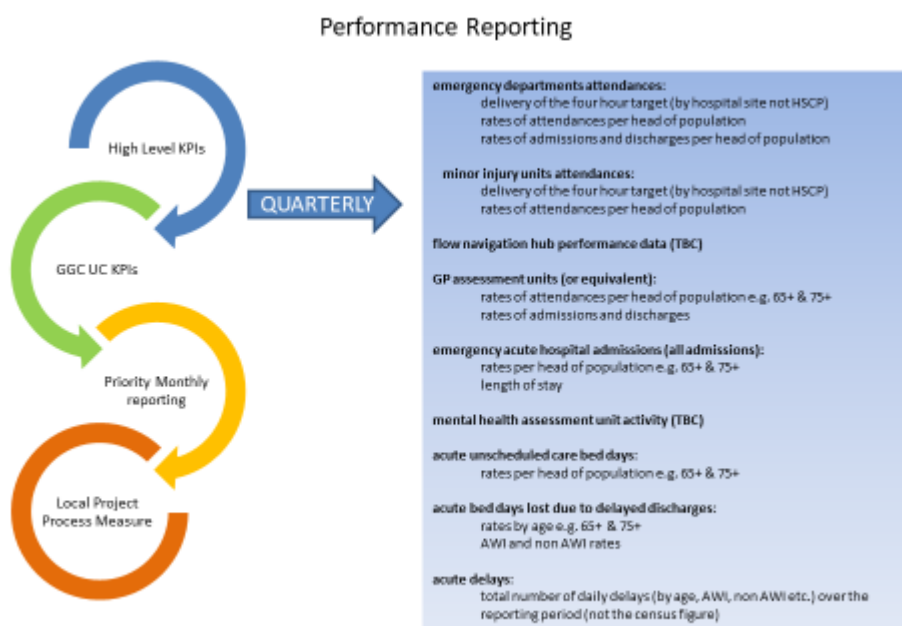 Performance Reporting
High Level KPIs
GGC UC KPIs
Priority Monthly
reporting
Local Project
Process Measure
QUARTERLY
emergency departments attendances:
delivery of the four hour target (by hospital site not HSCP)
rates of attendances per head of population
rates of admissions and discharges per head of population
minor injury units attendances:
delivery of the four hour target (by hospital site not HSCP)
rates of attendances per head of population
flow navigation hub performance data (TBC)
GP assessment units (or equivalent):
rates of attendances per head of population e.g. 65+ & 75+
rates of admissions and discharges
emergency acute hospital admissions (all admissions):
rates per head of population e.g. 65+ & 75+
length of stay
mental health assessment unit activity (TBC)
acute unscheduled care bed days:
rates per head of population e.g. 65+ & 75+
acute bed days lost due to delayed discharges:
rates by age e.g. 65+ & 75+
AWI and non AWI rates
acute delays:
total number of daily delays (by age, AWI, non AWI etc.) over the
reporting period (not the census figure)